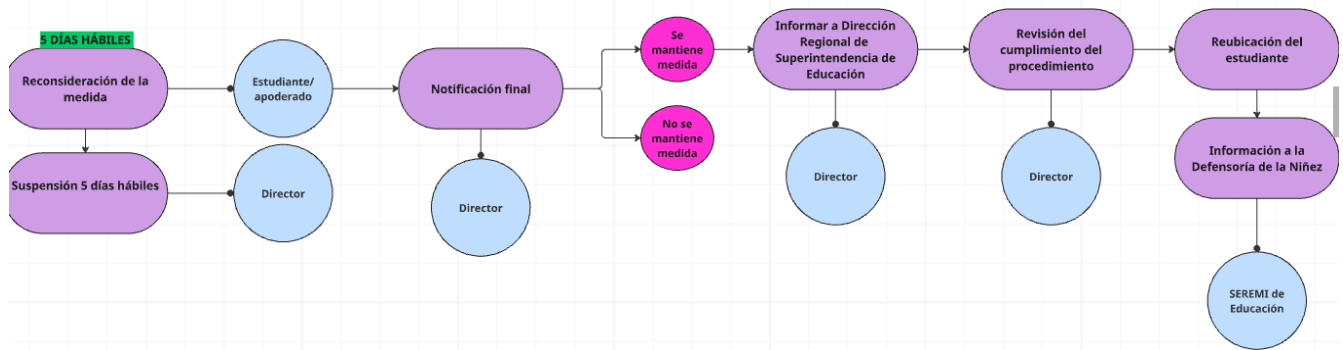 5 DÍAS HÁBILES
Reconsideración de la
medida
Estudiante/
apoderado
Notificación final
Se
mantiene
medida
No se
mantiene
medida
Informar a Dirección
Regional de
Superintendencia de
Educación
Revisión del
cumplimiento del
procedimiento
Reubicación del
estudiante
Suspensión 5 días hábiles
Director
Director
Director
Director
Información a la
Defensoría de la Niñez
SEREMI de
Educación